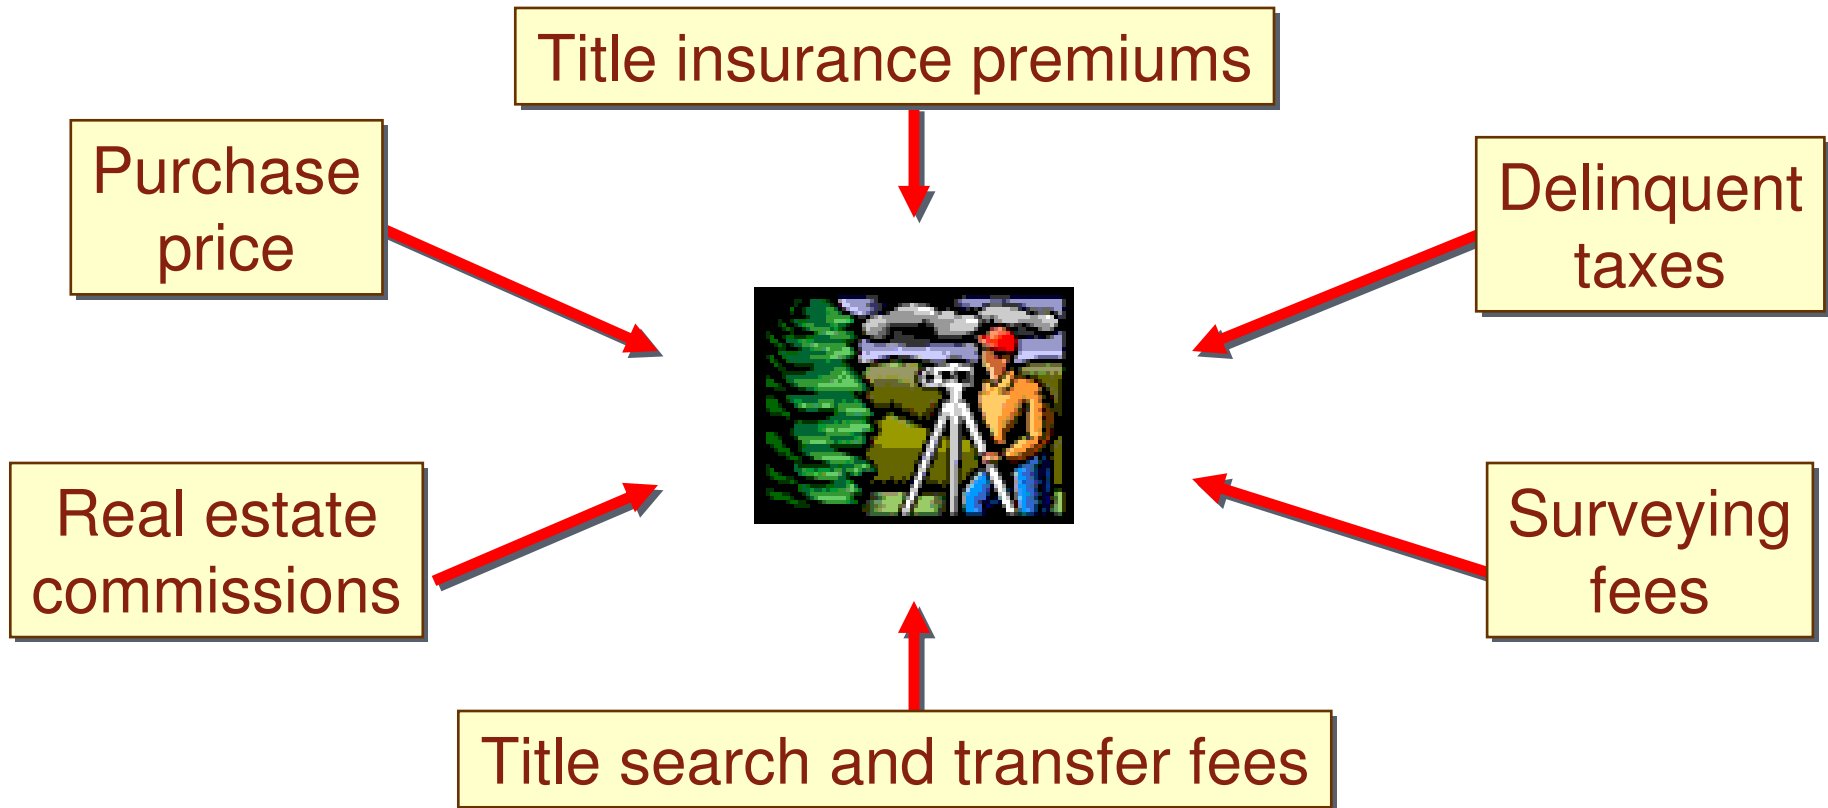 Title insurance premiums
Purchase
price
Delinquent
taxes
Real estate
commissions
Surveying
fees
Title search and transfer fees